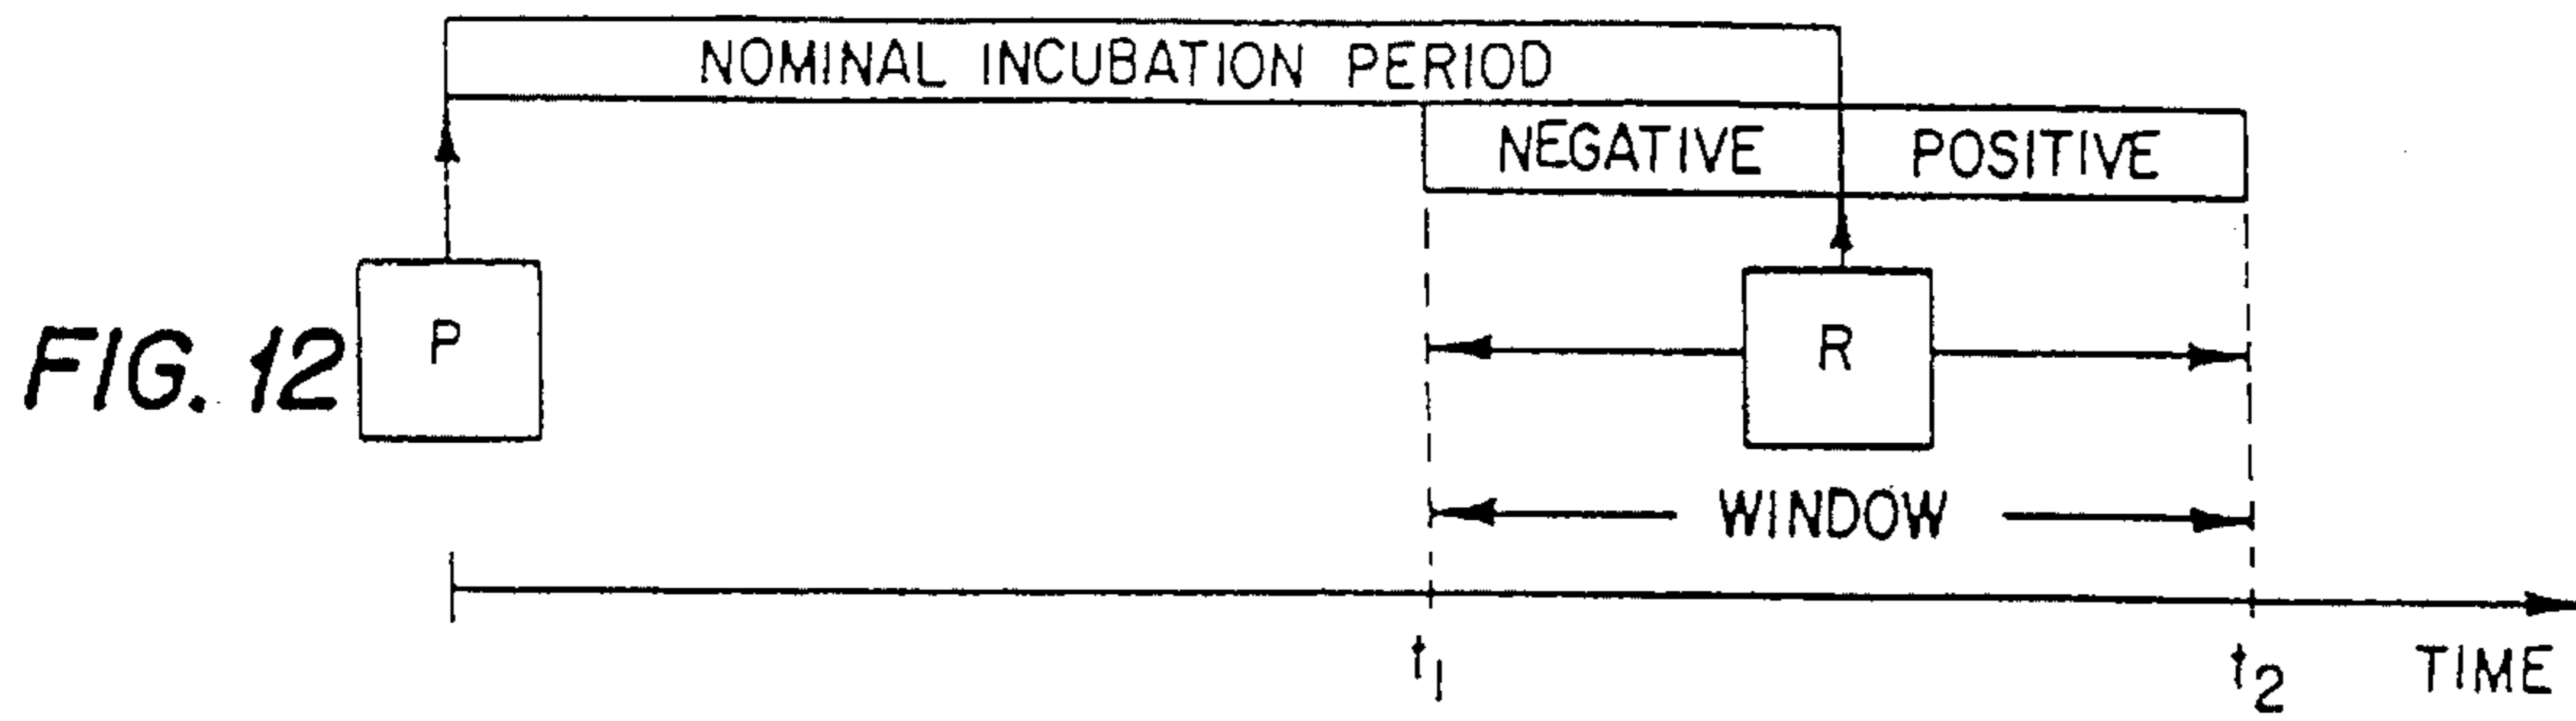 NOMINAL INCUBATION PERIOD
NEGATIVE POSITIVE
FIG. 12
P
R
WINDOW
t1 t2 TIME